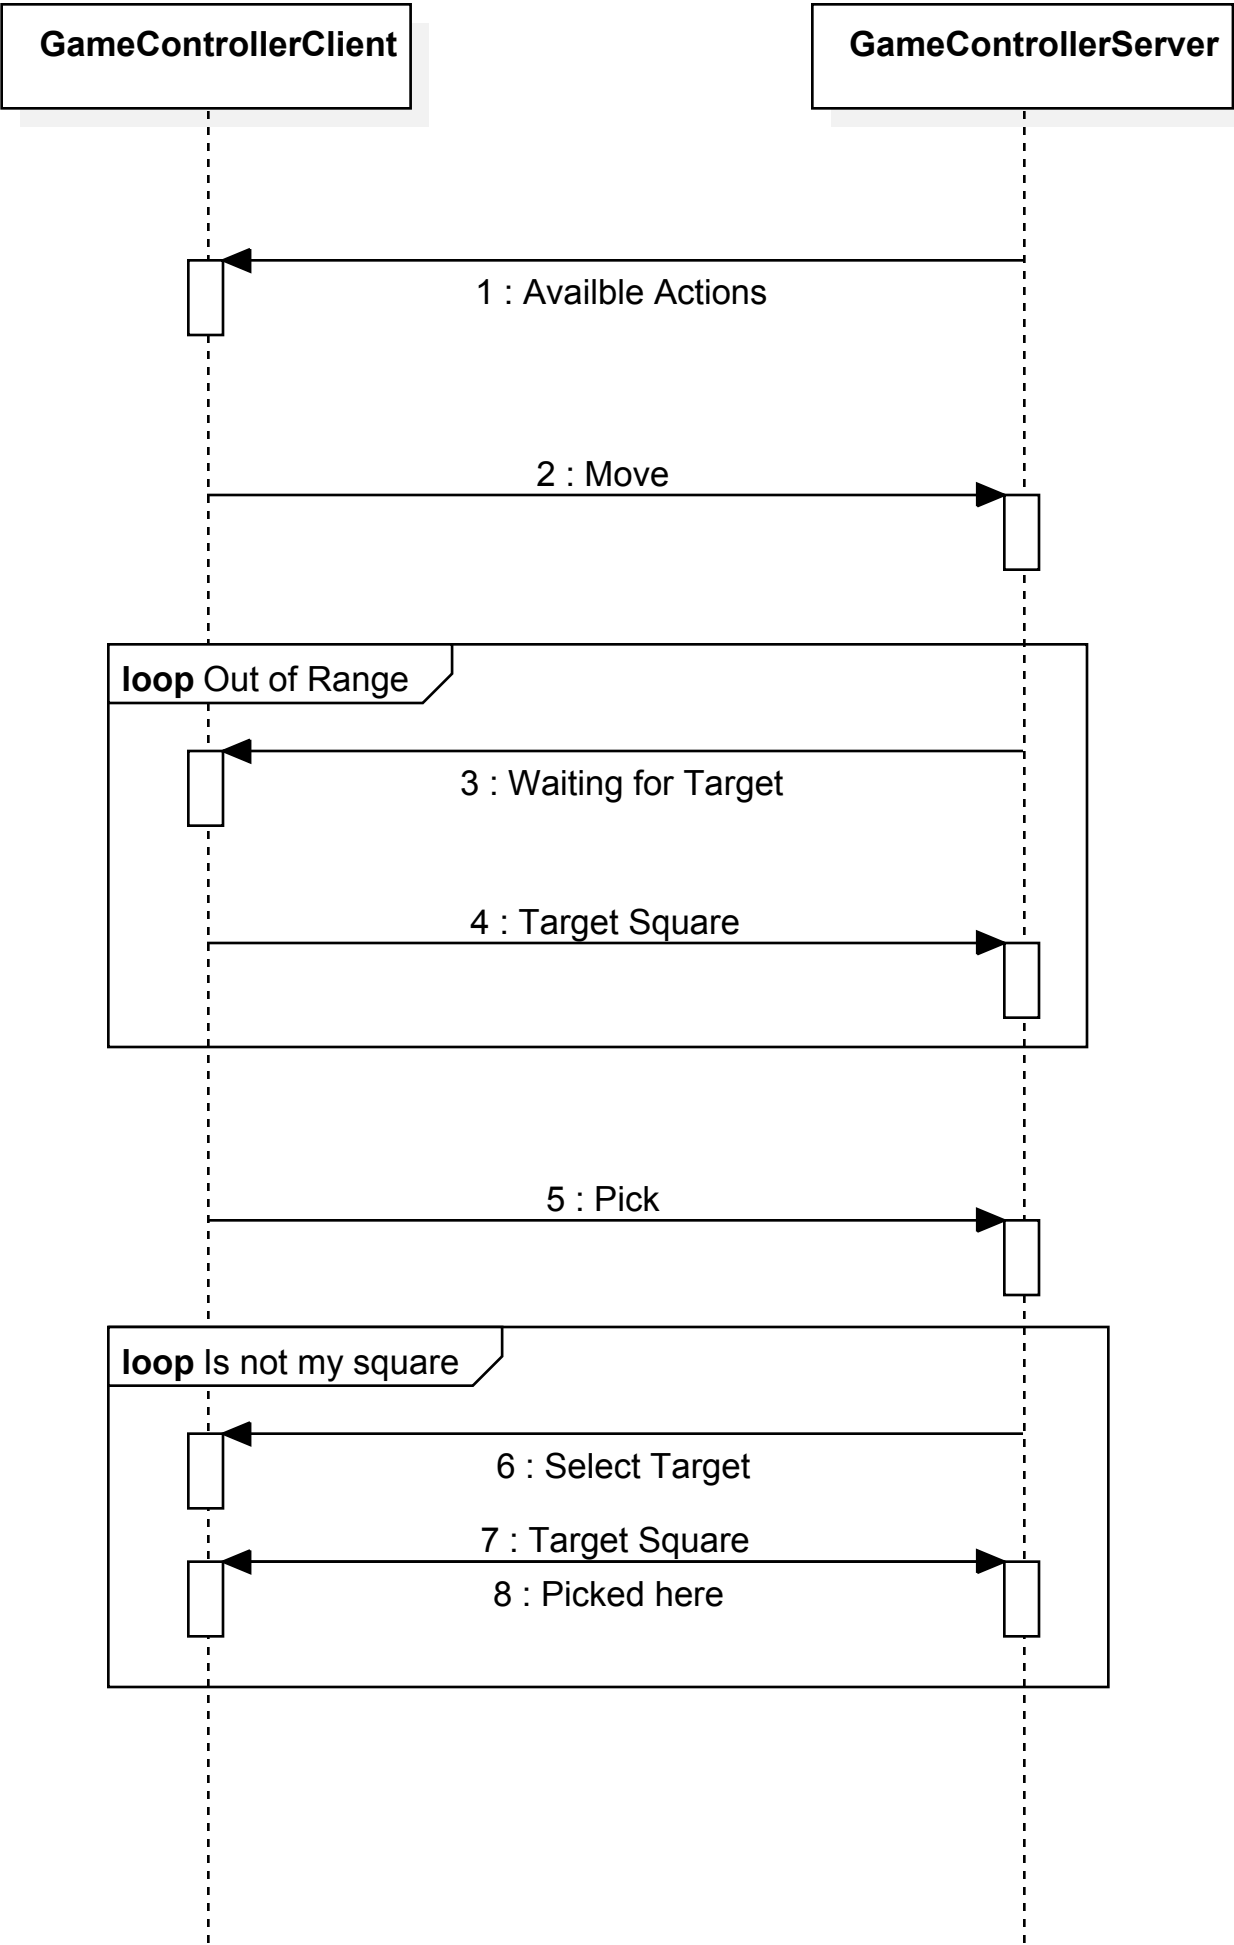 GameControllerClient
GameControllerServer
1 : Availble Actions
2 : Move
loop Out of Range
3 : Waiting for Target
4 : Target Square
5 : Pick
loop Is not my square
6 : Select Target
7 : Target Square
8 : Picked here